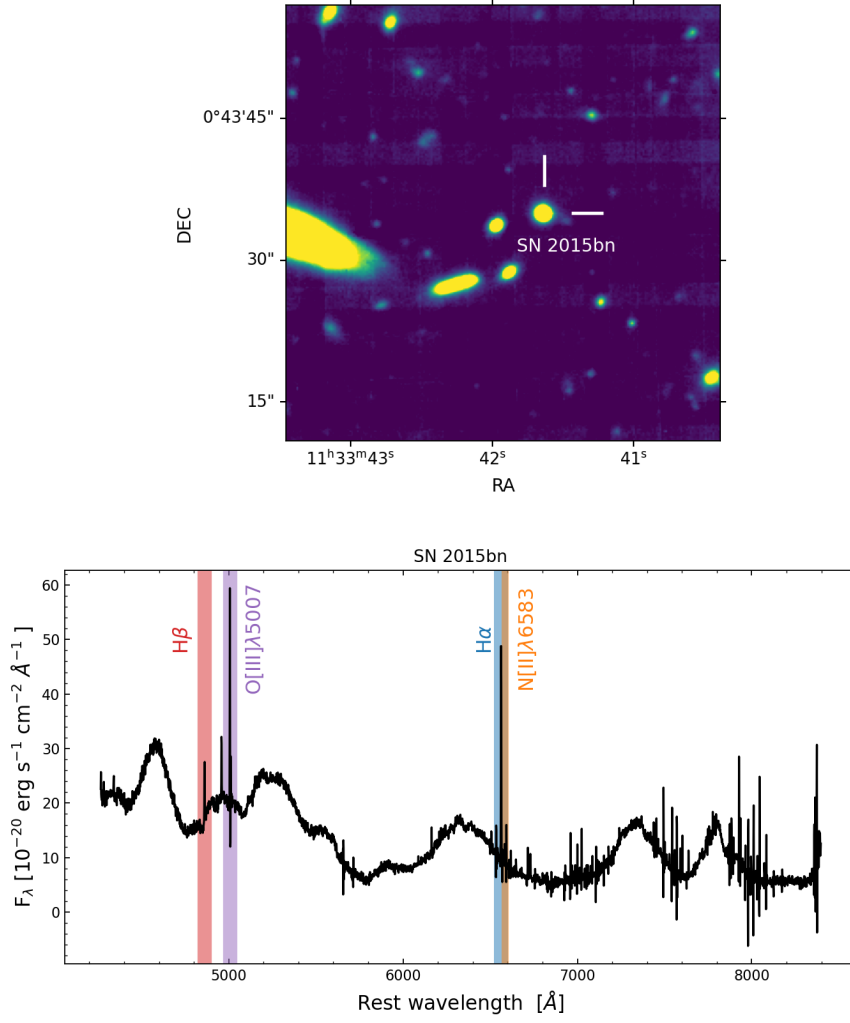 0°43'45"
30"
15"
DEC
SN 2015bn
11ʰ33ᵐ43ˢ
42ˢ
41ˢ
RA
SN 2015bn
60
50
40
30
20
10
0
F_λ [10⁻²⁰ erg s⁻¹ cm⁻² Å⁻¹]
Hβ
O[III]λ5007
Hα
N[II]λ6583
5000
6000
7000
8000
Rest wavelength [Å]